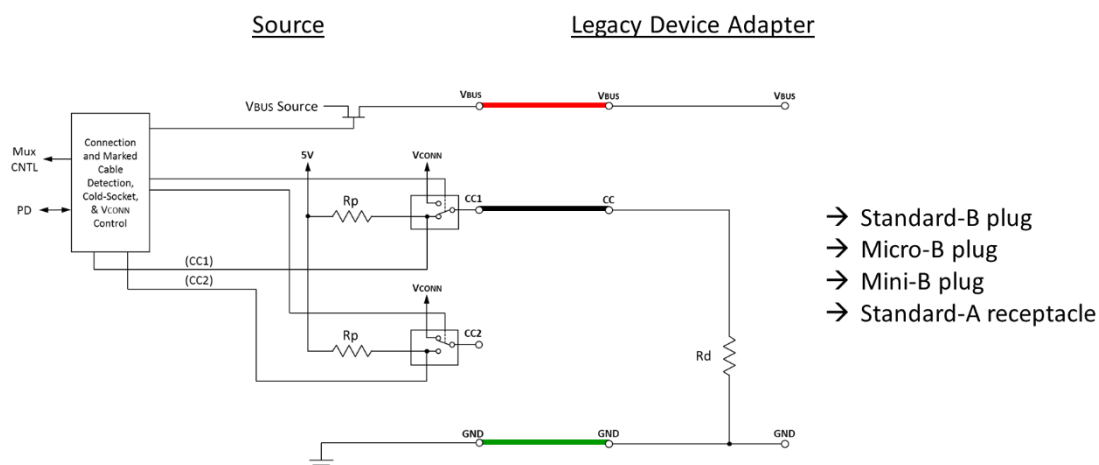 Source
Legacy Device Adapter
VBUS Source
VBUS
VBUS
VBUS
Mux
CNTL
PD
Connection
and Marked
Cable
Detection,
Cold-Socket,
& VCONN
Control
5V
VCONN
Rp
CC1
CC
(CC1)
(CC2)
VCONN
Rp
CC2
Rd
→ Standard-B plug
→ Micro-B plug
→ Mini-B plug
→ Standard-A receptacle
GND
GND
GND